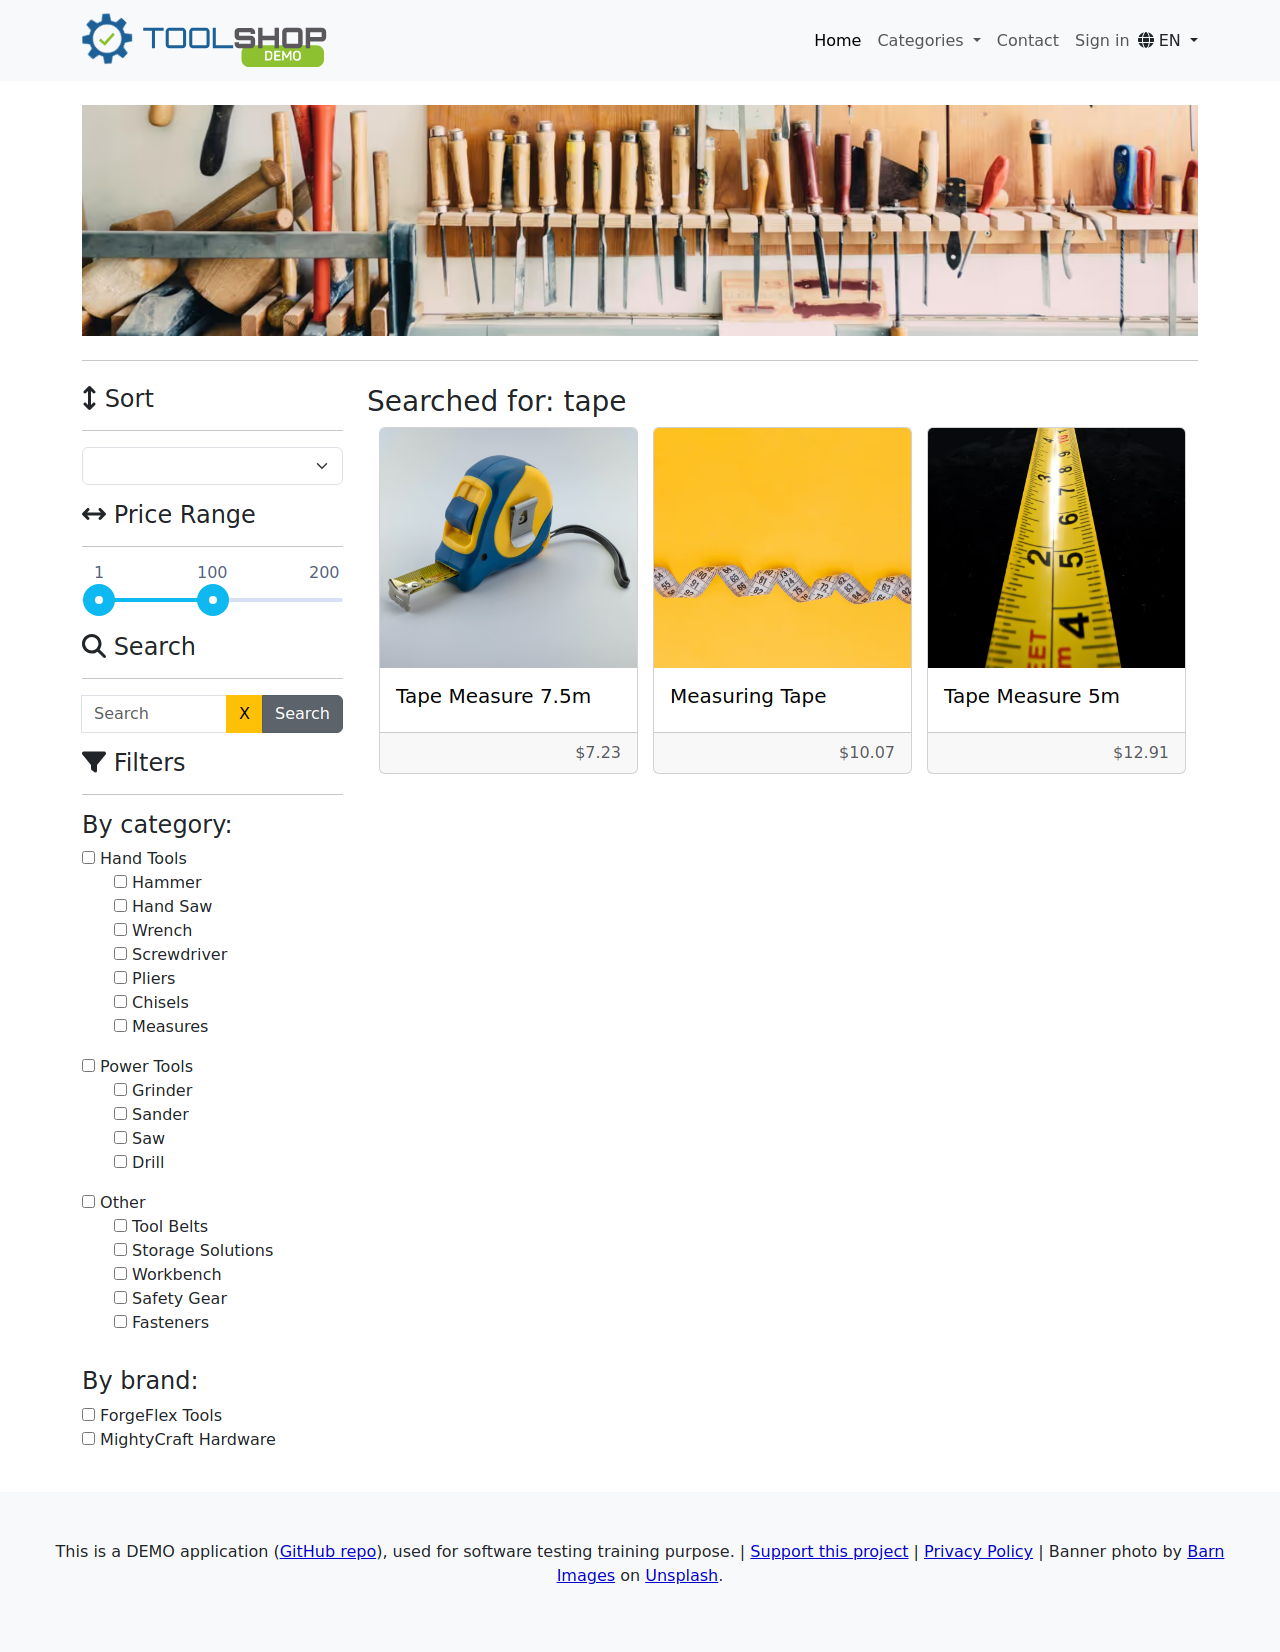 TOOLSHOP
DEMO
Home Categories Contact Sign in EN
Sort
Price Range
1 100 200
Search
Search X Search
Filters
By category:
Hand Tools
Hammer
Hand Saw
Wrench
Screwdriver
Pliers
Chisels
Measures
Power Tools
Grinder
Sander
Saw
Drill
Other
Tool Belts
Storage Solutions
Workbench
Safety Gear
Fasteners
By brand:
ForgeFlex Tools
MightyCraft Hardware
Searched for: tape
Tape Measure 7.5m
$7.23
Measuring Tape
$10.07
Tape Measure 5m
$12.91
This is a DEMO application (GitHub repo), used for software testing training purpose. | Support this project | Privacy Policy | Banner photo by Barn
Images on Unsplash.